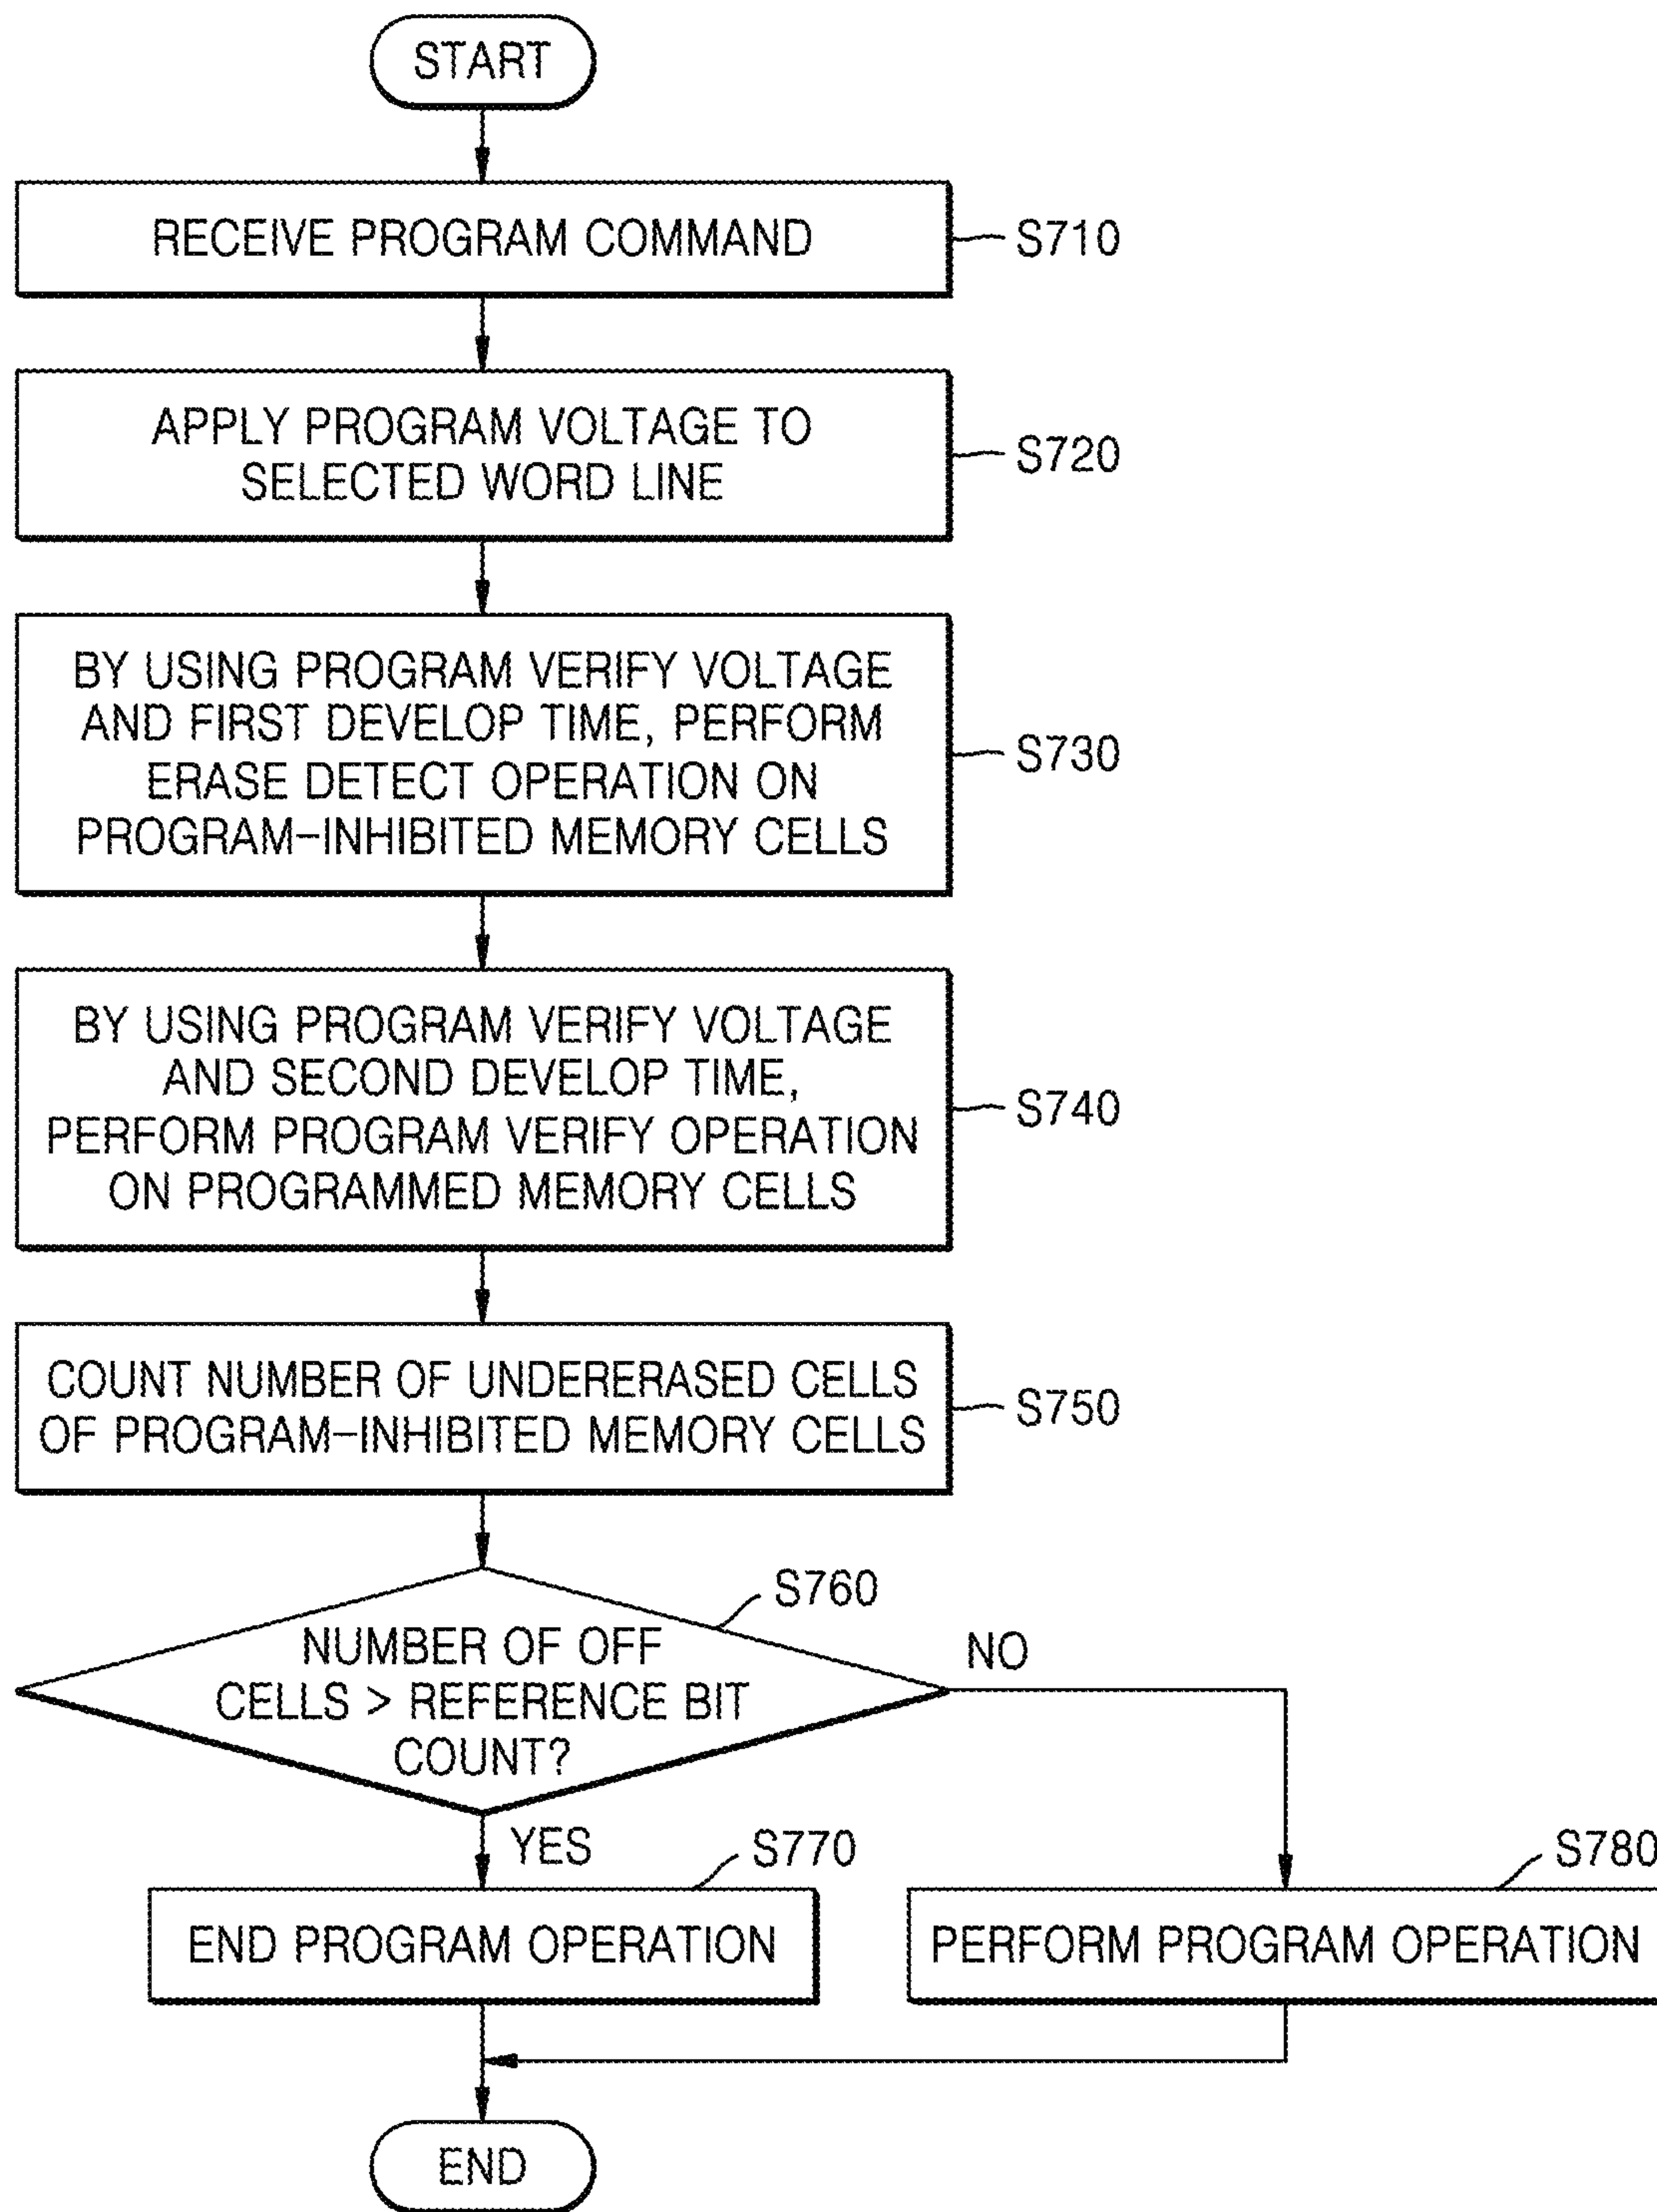 START
RECEIVE PROGRAM COMMAND
S710
APPLY PROGRAM VOLTAGE TO
SELECTED WORD LINE
S720
BY USING PROGRAM VERIFY VOLTAGE
AND FIRST DEVELOP TIME, PERFORM
ERASE DETECT OPERATION ON
PROGRAM-INHIBITED MEMORY CELLS
S730
BY USING PROGRAM VERIFY VOLTAGE
AND SECOND DEVELOP TIME,
PERFORM PROGRAM VERIFY OPERATION
ON PROGRAMMED MEMORY CELLS
S740
COUNT NUMBER OF UNDERERASED CELLS
OF PROGRAM-INHIBITED MEMORY CELLS
S750
S760
NUMBER OF OFF
CELLS > REFERENCE BIT
COUNT?
NO
YES
S770
S780
END PROGRAM OPERATION
PERFORM PROGRAM OPERATION
END